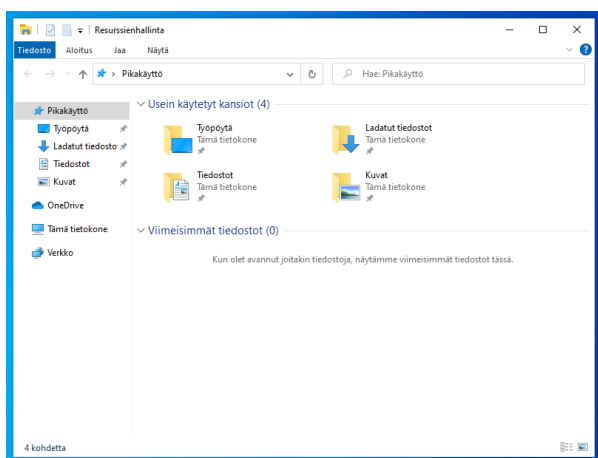 Resurssienhallinta
Tiedosto Aloitus Jaa Näytä
Pikakäyttö
Hae: Pikakäyttö
Pikakäyttö
Työpöytä
Ladatut tiedosto
Tiedostot
Kuvat
OneDrive
Tämä tietokone
Verkko
Usein käytetyt kansiot (4)
Työpöytä
Tämä tietokone
Ladatut tiedostot
Tämä tietokone
Tiedostot
Tämä tietokone
Kuvat
Tämä tietokone
Viimeisimmät tiedostot (0)
Kun olet avannut joitakin tiedostoja, näytämme viimeisimmät tiedostot tässä.
4 kohdetta